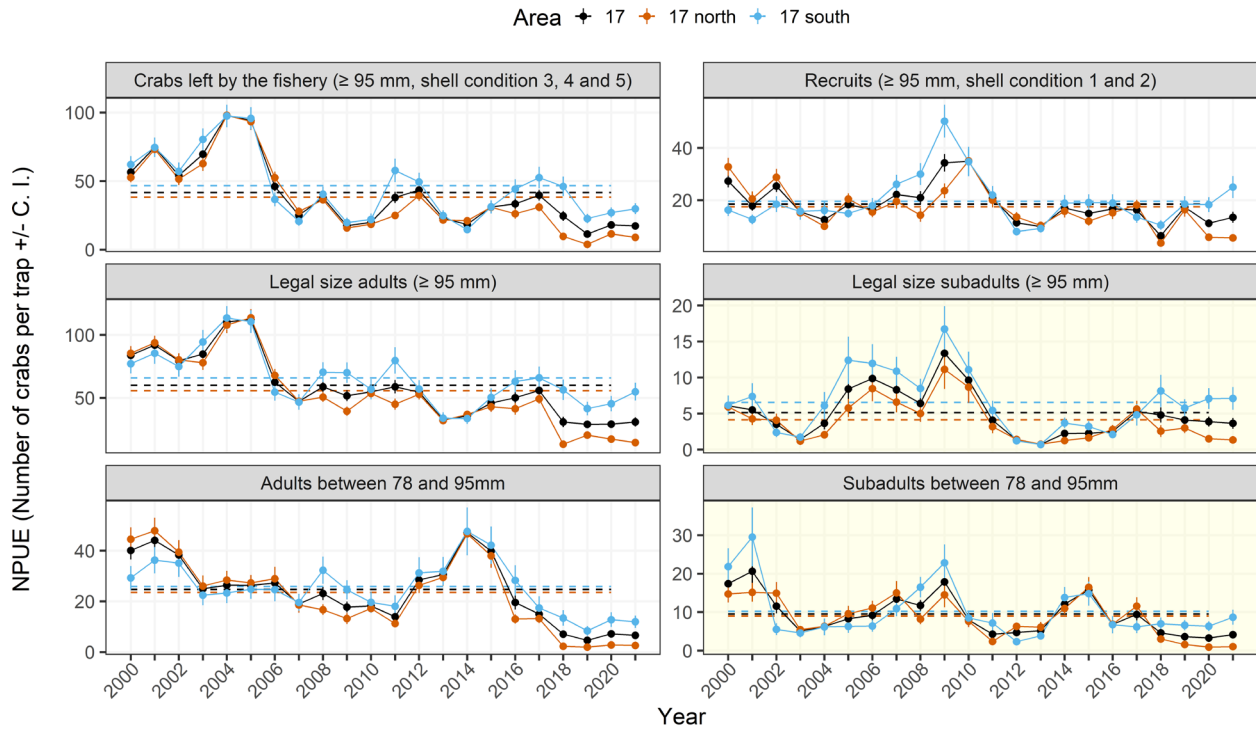 Area 17 17 north 17 south
NPUE (Number of crabs per trap +/- C. I.)
Crabs left by the fishery (≥ 95 mm, shell condition 3, 4 and 5)
100
50
0
Recruits (≥ 95 mm, shell condition 1 and 2)
40
20
Legal size adults (≥ 95 mm)
100
50
Legal size subadults (≥ 95 mm)
20
15
10
5
0
Adults between 78 and 95mm
40
20
0
Subadults between 78 and 95mm
30
20
10
0
2000 2002 2004 2006 2008 2010 2012 2014 2016 2018 2020
2000 2002 2004 2006 2008 2010 2012 2014 2016 2018 2020
Year